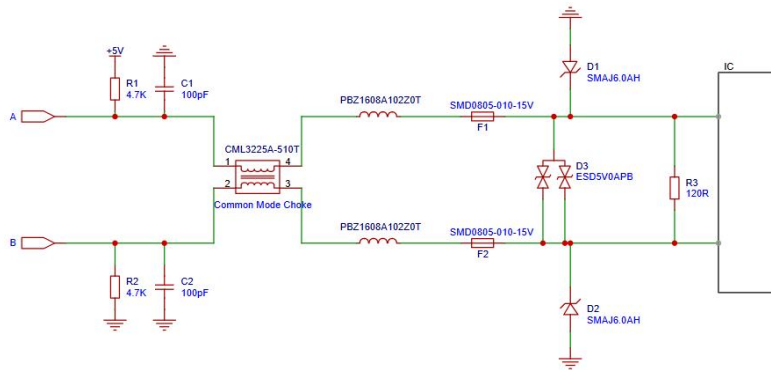 +5V
R1
4.7K
C1
100pF
A
PBZ1608A102Z0T
SMD0805-010-15V
F1
D1
SMAJ6.0AH
IC
CML3225A-510T
1
4
2
3
Common Mode Choke
D3
ESD5V0APB
R3
120R
B
PBZ1608A102Z0T
SMD0805-010-15V
F2
R2
4.7K
C2
100pF
D2
SMAJ6.0AH